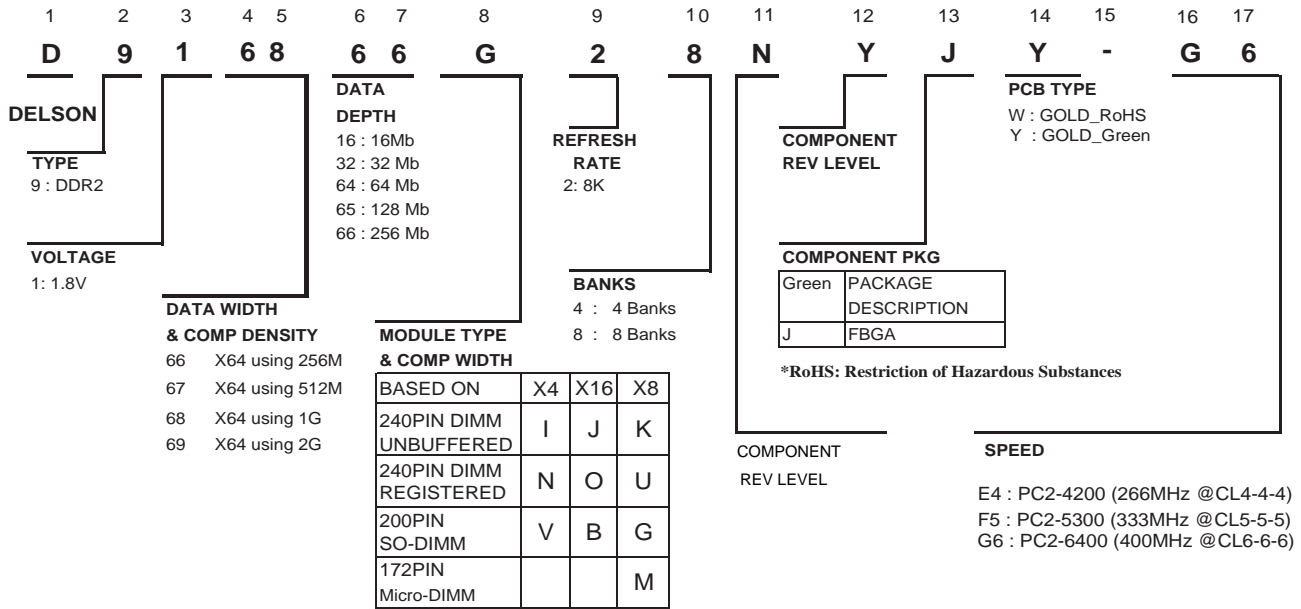 1 2 3 4 5 6 7 8 9 10 11 12 13 14 15 16 17
D 9 1 6 8 6 6 G 2 8 N Y J Y - G 6
DELSON
TYPE
9 : DDR2
VOLTAGE
1: 1.8V
DATA WIDTH
& COMP DENSITY
66 X64 using 256M
67 X64 using 512M
68 X64 using 1G
69 X64 using 2G
DATA
DEPTH
16 : 16Mb
32 : 32 Mb
64 : 64 Mb
65 : 128 Mb
66 : 256 Mb
MODULE TYPE
& COMP WIDTH
BASED ON X4 X16 X8
240PIN DIMM
UNBUFFERED I J K
240PIN DIMM
REGISTERED N O U
200PIN
SO-DIMM V B G
172PIN
Micro-DIMM M
REFRESH
RATE
2: 8K
BANKS
4 : 4 Banks
8 : 8 Banks
COMPONENT
REV LEVEL
COMPONENT PKG
Green PACKAGE
DESCRIPTION
J FBGA
*RoHS: Restriction of Hazardous Substances
COMPONENT
REV LEVEL
PCB TYPE
W : GOLD_RoHS
Y : GOLD_Green
SPEED
E4 : PC2-4200 (266MHz @CL4-4-4)
F5 : PC2-5300 (333MHz @CL5-5-5)
G6 : PC2-6400 (400MHz @CL6-6-6)